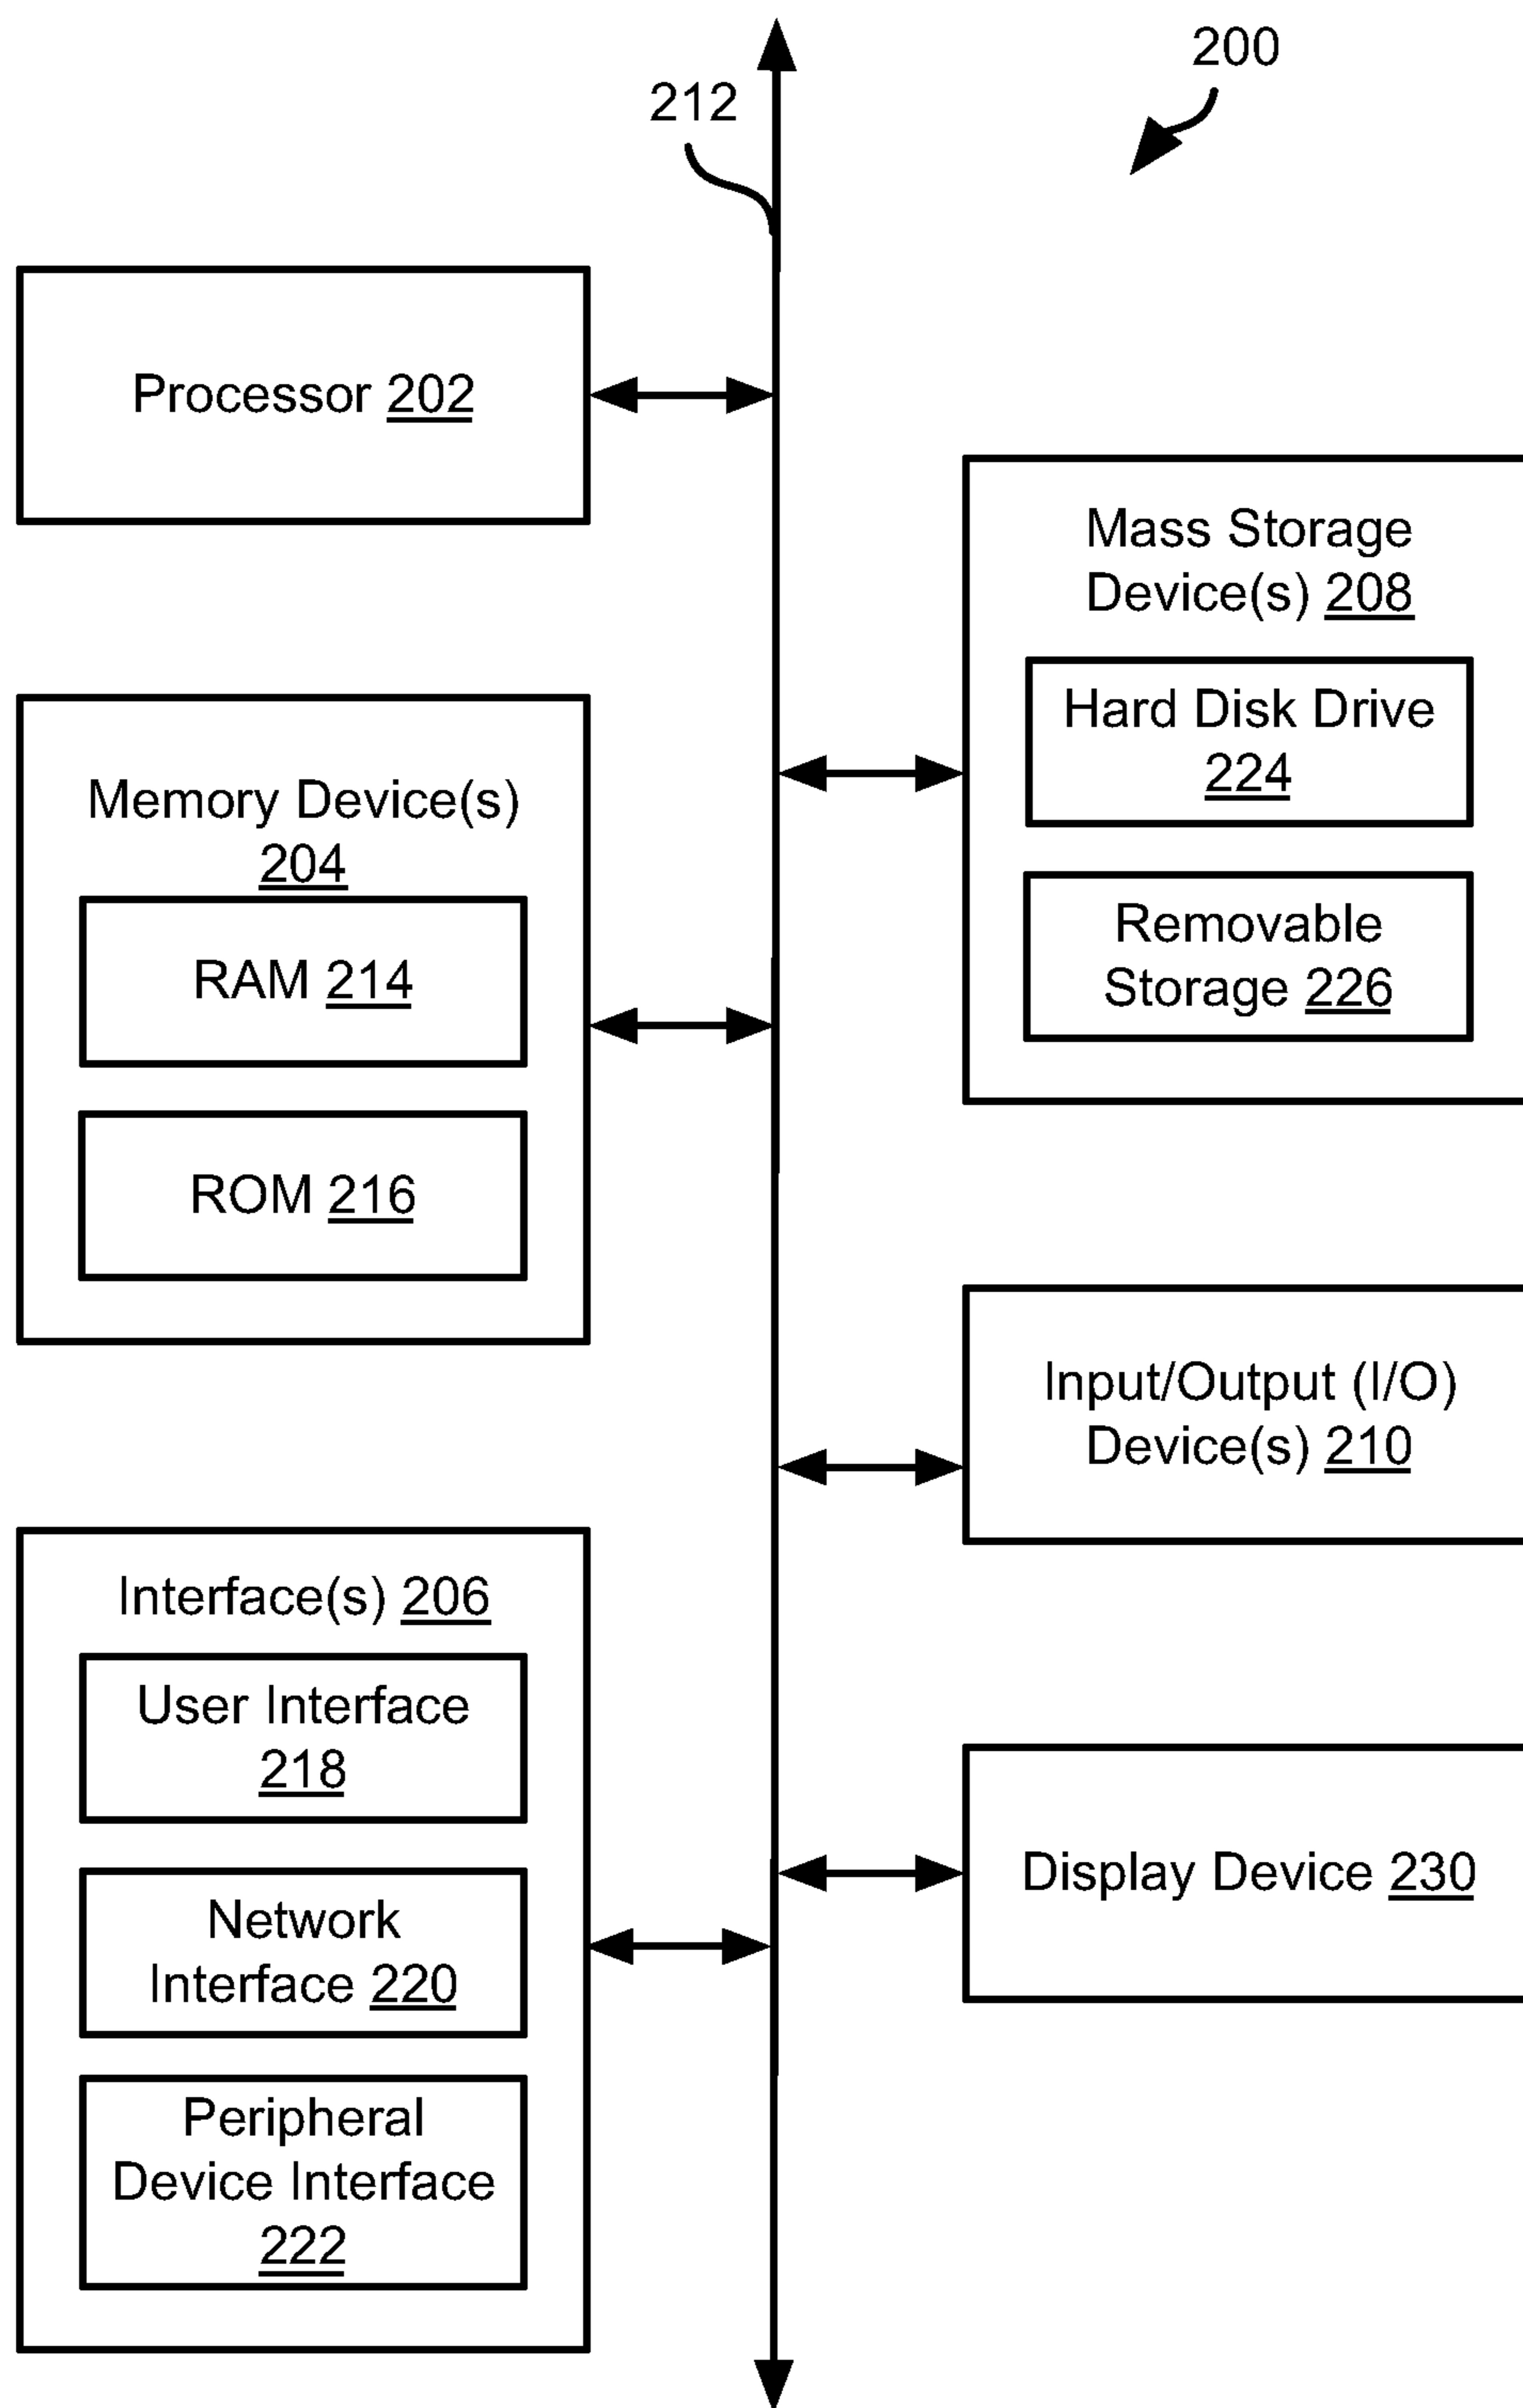 200
212
Processor 202
Mass Storage
Device(s) 208
Hard Disk Drive
224
Removable
Storage 226
Memory Device(s)
204
RAM 214
ROM 216
Input/Output (I/O)
Device(s) 210
Interface(s) 206
User Interface
218
Network
Interface 220
Peripheral
Device Interface
222
Display Device 230